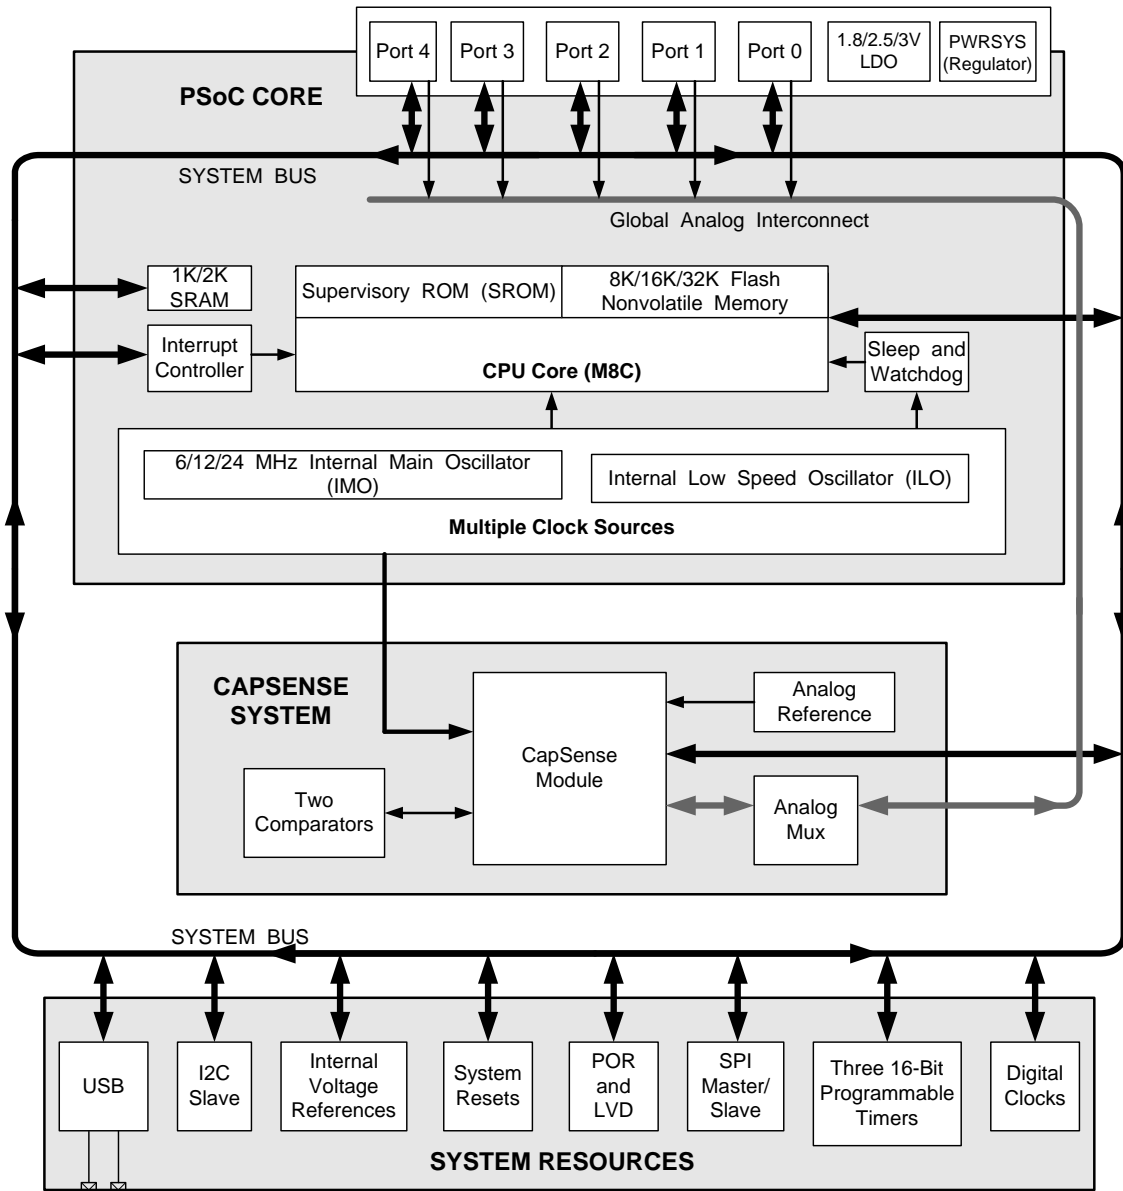 Port 4
Port 3
Port 2
Port 1
Port 0
1.8/2.5/3V
LDO
PWRSYS
(Regulator)
PSoC CORE
SYSTEM BUS
Global Analog Interconnect
1K/2K
SRAM
Supervisory ROM (SROM)
8K/16K/32K Flash
Nonvolatile Memory
Interrupt
Controller
CPU Core (M8C)
Sleep and
Watchdog
6/12/24 MHz Internal Main Oscillator
(IMO)
Internal Low Speed Oscillator (ILO)
Multiple Clock Sources
CAPSENSE
SYSTEM
CapSense
Module
Analog
Reference
Two
Comparators
Analog
Mux
SYSTEM BUS
USB
I2C
Slave
Internal
Voltage
References
System
Resets
POR
and
LVD
SPI
Master/
Slave
Three 16-Bit
Programmable
Timers
Digital
Clocks
SYSTEM RESOURCES